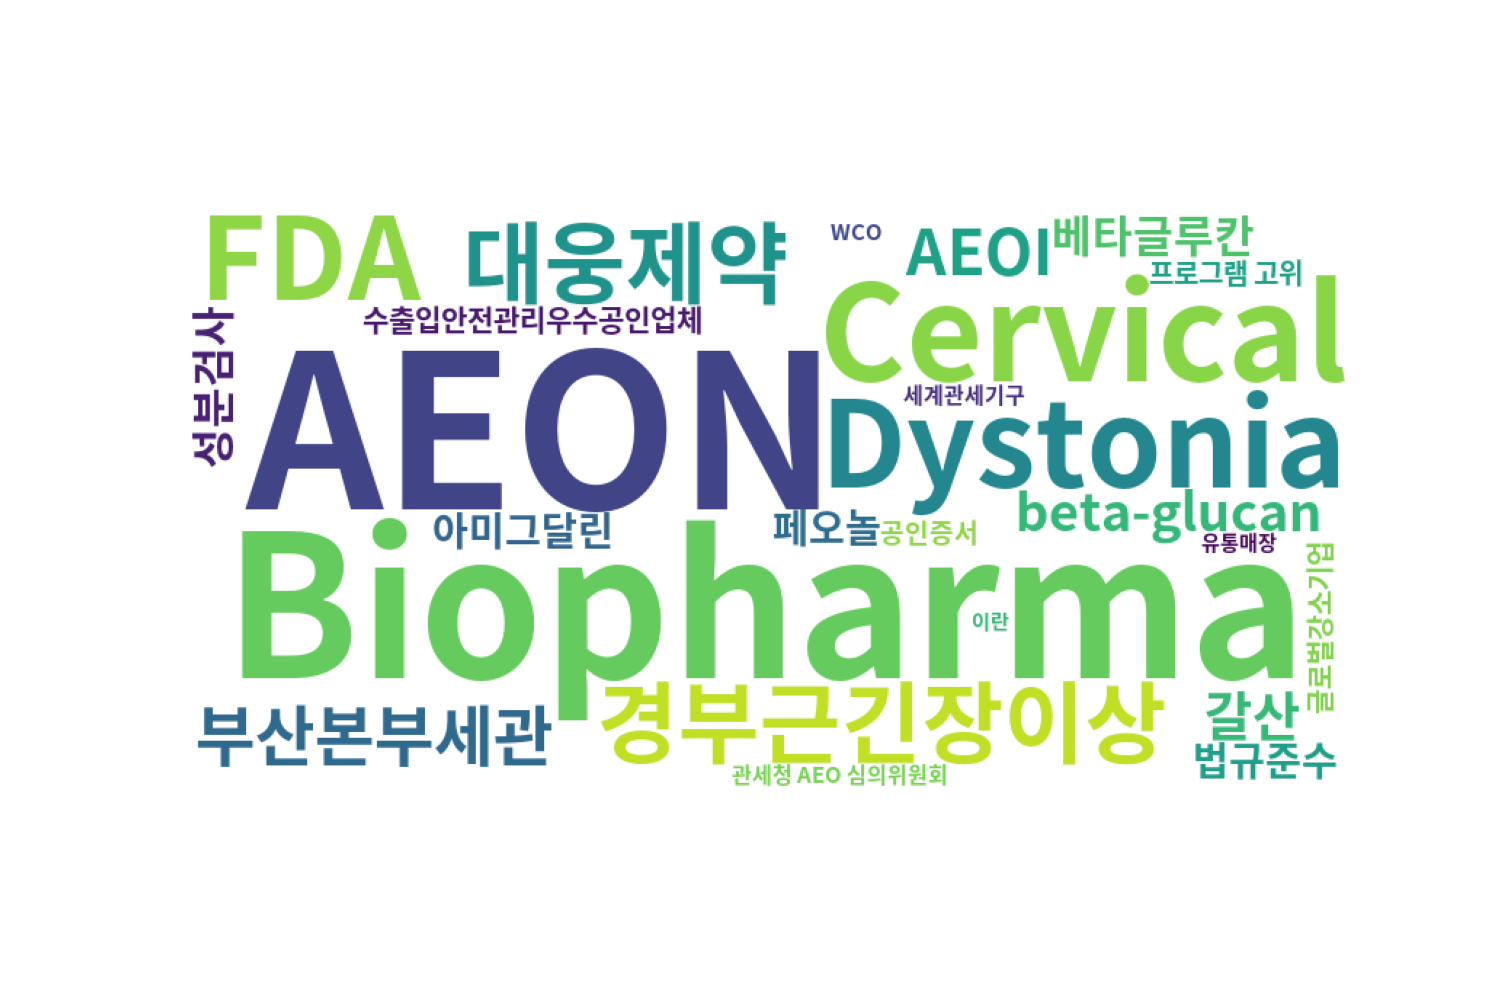 FDA
대웅제약
WCO
AEOI
베타글루칸
프로그램 고위
수출입안전관리우수공인업체
Cervical
성분검사
AEON
세계관세기구
Dystonia
beta-glucan
아미그달린
페오놀
공인증서
유통매장
글로벌강소기업
Biopharma
이란
경부근긴장이상
갈산
부산본부세관
법규준수
관세청 AEO 심의위원회